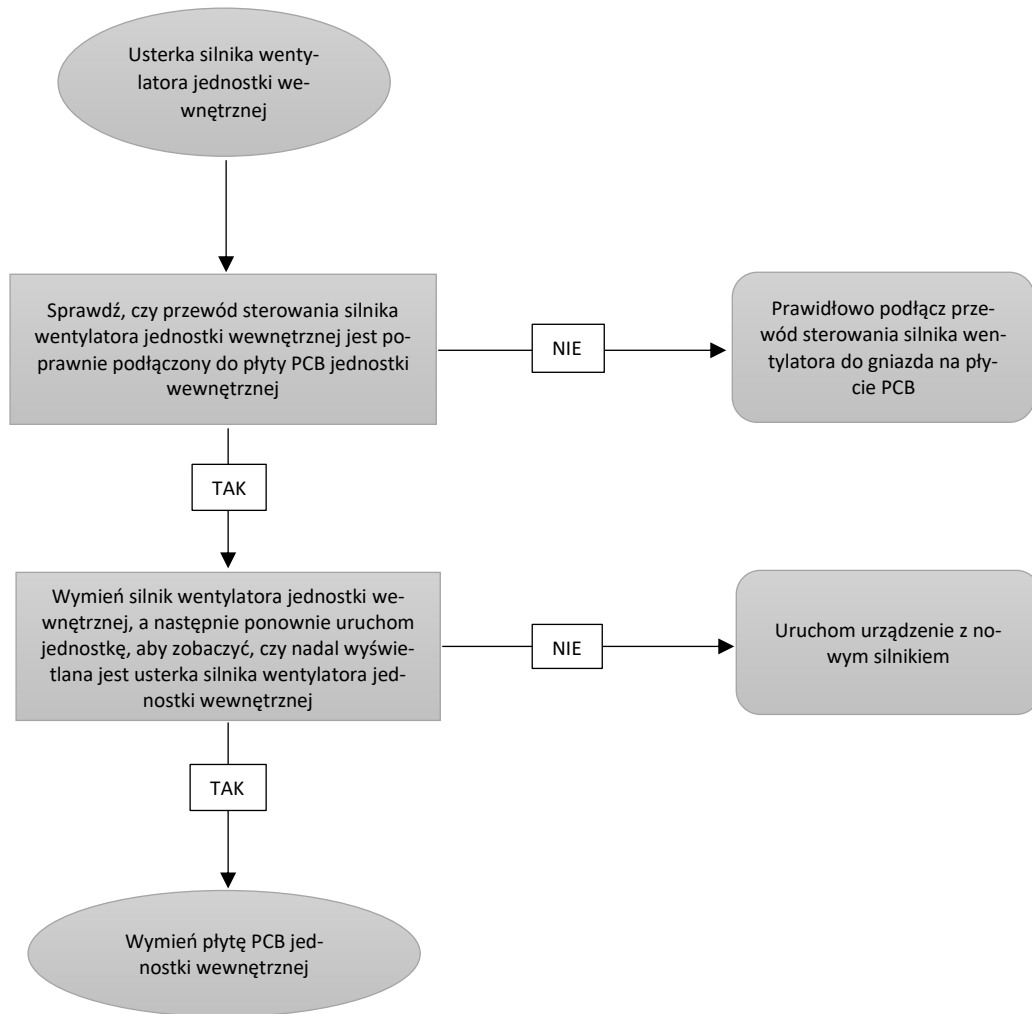 Usterka silnika wenty-
latora jednostki we-
wnętrznej
Sprawdź, czy przewód sterowania silnika
wentylatora jednostki wewnętrznej jest po-
prawnie podłączony do płyty PCB jednostki
wewnętrznej
NIE
Prawidłowo podłącz prze-
wód sterowania silnika wen-
tylatora do gniazda na pły-
cie PCB
TAK
Wymień silnik wentylatora jednostki we-
wnętrznej, a następnie ponownie uruchom
jednostkę, aby zobaczyć, czy nadal wyświe-
tlana jest usterka silnika wentylatora jed-
nostki wewnętrznej
NIE
Uruchom urządzenie z no-
wym silnikiem
TAK
Wymień płytę PCB jed-
nostki wewnętrznej